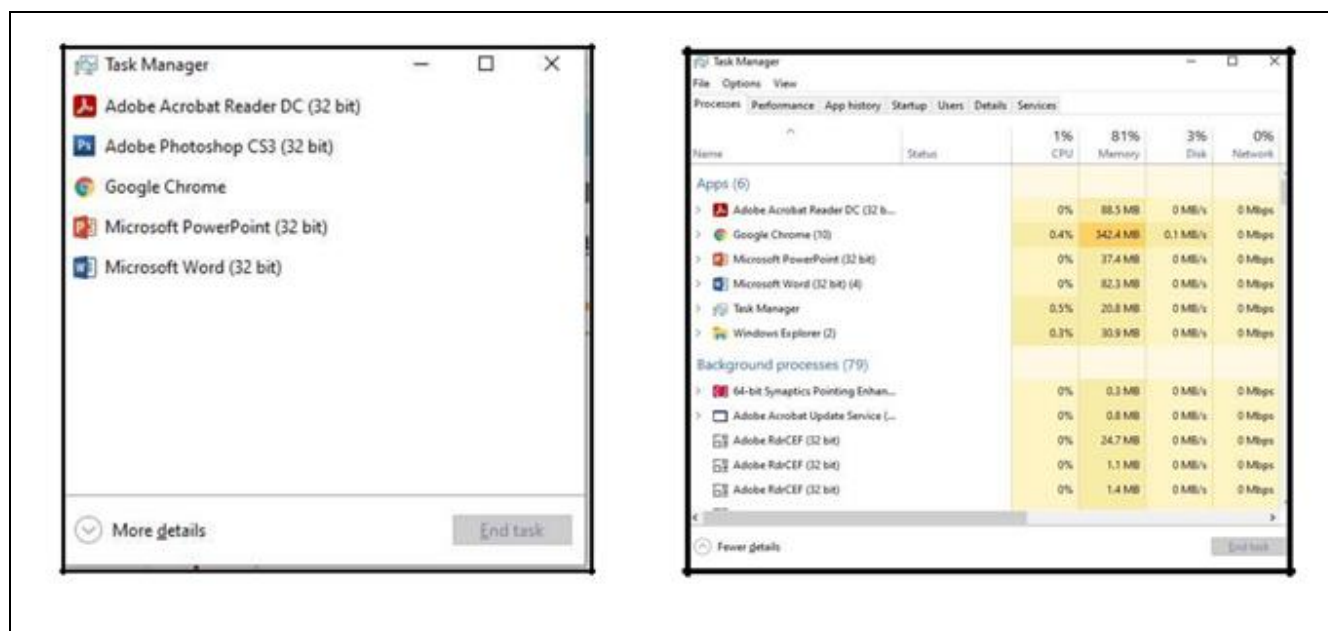 Task Manager
Adobe Acrobat Reader DC (32 bit)
Adobe Photoshop CS3 (32 bit)
Google Chrome
Microsoft PowerPoint (32 bit)
Microsoft Word (32 bit)
More details
End task
Task Manager
File Options View
Processes Performance App history Startup Users Details Services
1% 81% 3% 0%
Name Status CPU Memory Disk Network
Apps (6)
Adobe Acrobat Reader DC (32 b... 0% 88.5 MB 0 MB/s 0 Mbps
Google Chrome (10) 0.4% 342.4 MB 0.1 MB/s 0 Mbps
Microsoft PowerPoint (32 bit) 0% 37.4 MB 0 MB/s 0 Mbps
Microsoft Word (32 bit) (4) 0% 82.3 MB 0 MB/s 0 Mbps
Task Manager 0.5% 20.8 MB 0 MB/s 0 Mbps
Windows Explorer (2) 0.3% 30.9 MB 0 MB/s 0 Mbps
Background processes (79)
64-bit Synaptics Pointing Enhan... 0% 0.3 MB 0 MB/s 0 Mbps
Adobe Acrobat Update Service (... 0% 0.8 MB 0 MB/s 0 Mbps
Adobe RdrCEF (32 bit) 0% 24.7 MB 0 MB/s 0 Mbps
Adobe RdrCEF (32 bit) 0% 1.1 MB 0 MB/s 0 Mbps
Adobe RdrCEF (32 bit) 0% 1.4 MB 0 MB/s 0 Mbps
Fewer details
End task